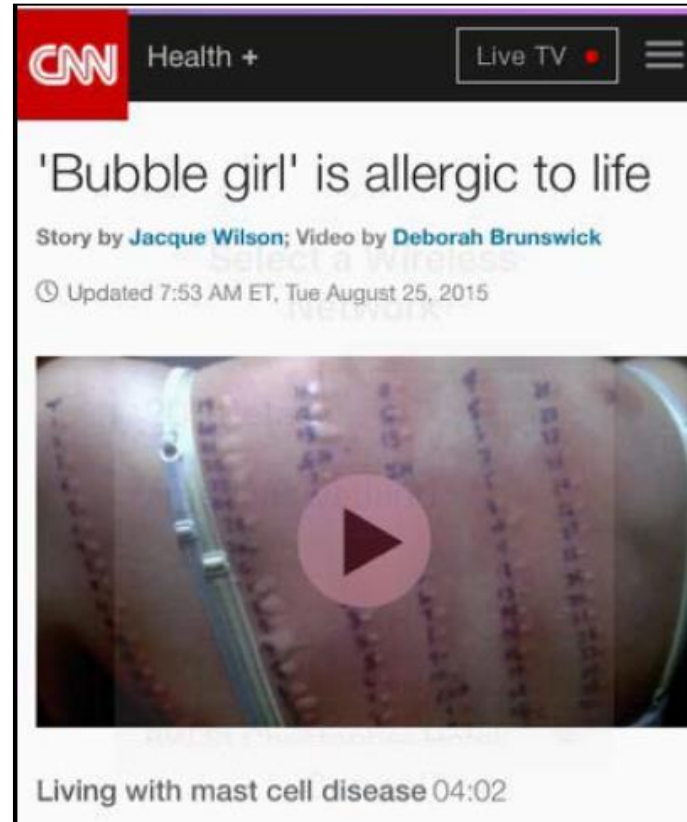 CNN Health + Live TV
'Bubble girl' is allergic to life
Story by Jacque Wilson; Video by Deborah Brunswick
Select a Wireless
Updated 7:53 AM ET, Tue August 25, 2015
Network
Living with mast cell disease 04:02